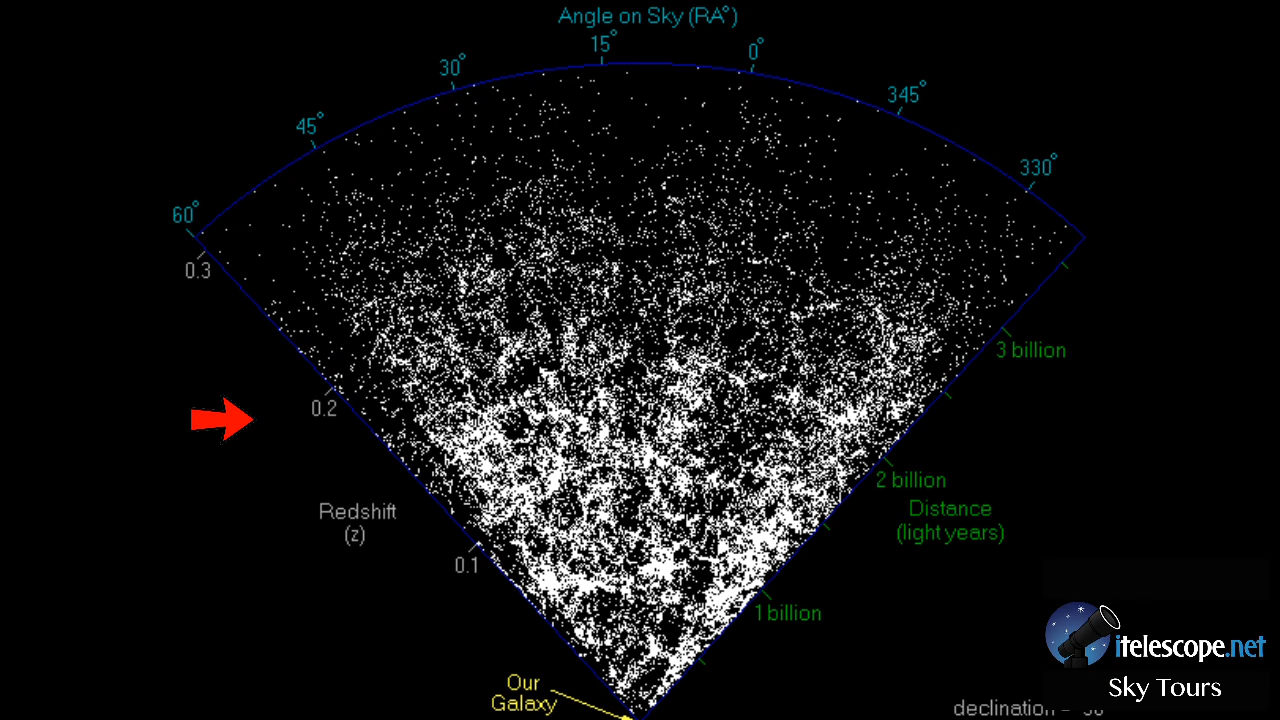 Angle on Sky (RA°)
15°
0°
30°
345°
45°
330°
60°
0.3
3 billion
0.2
2 billion
Redshift
(z)
Distance
(light years)
0.1
1 billion
itelescope.net
Sky Tours
Our
Galaxy
declination =